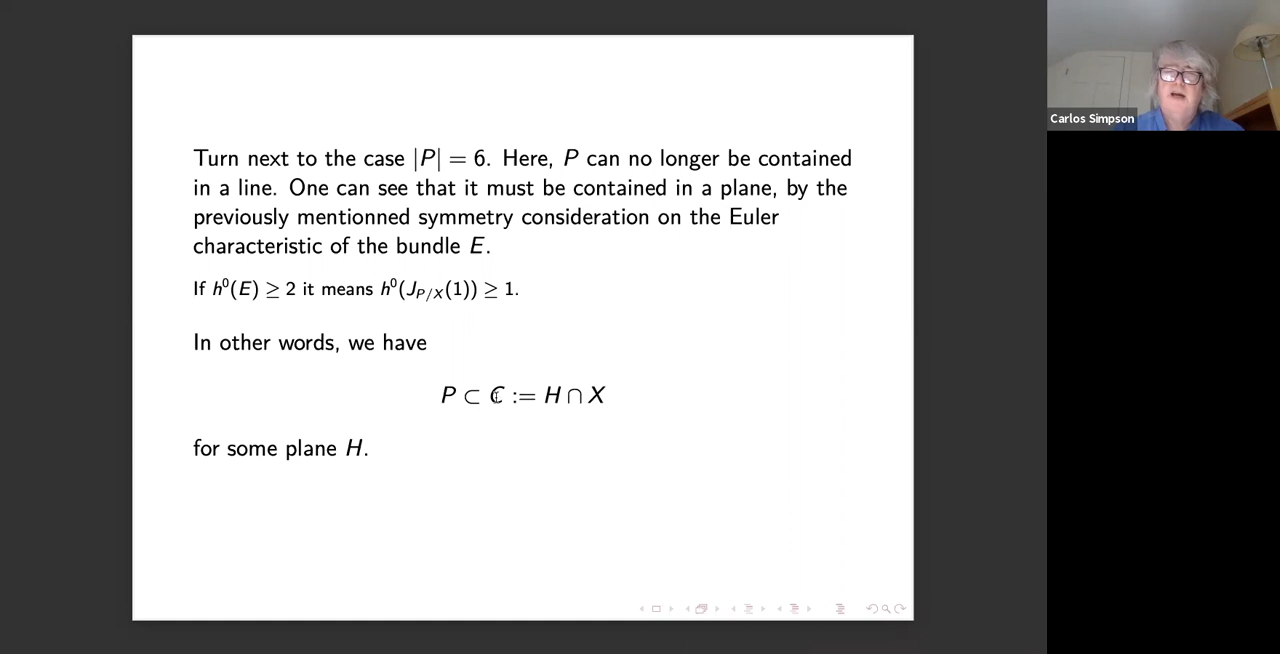 Turn next to the case |P| = 6. Here, P can no longer be contained
in a line. One can see that it must be contained in a plane, by the
previously mentionned symmetry consideration on the Euler
characteristic of the bundle E.
If h⁰(E) ≥ 2 it means h⁰(J_{P/X}(1)) ≥ 1.
In other words, we have
P ⊂ C := H ∩ X
for some plane H.
Carlos Simpson